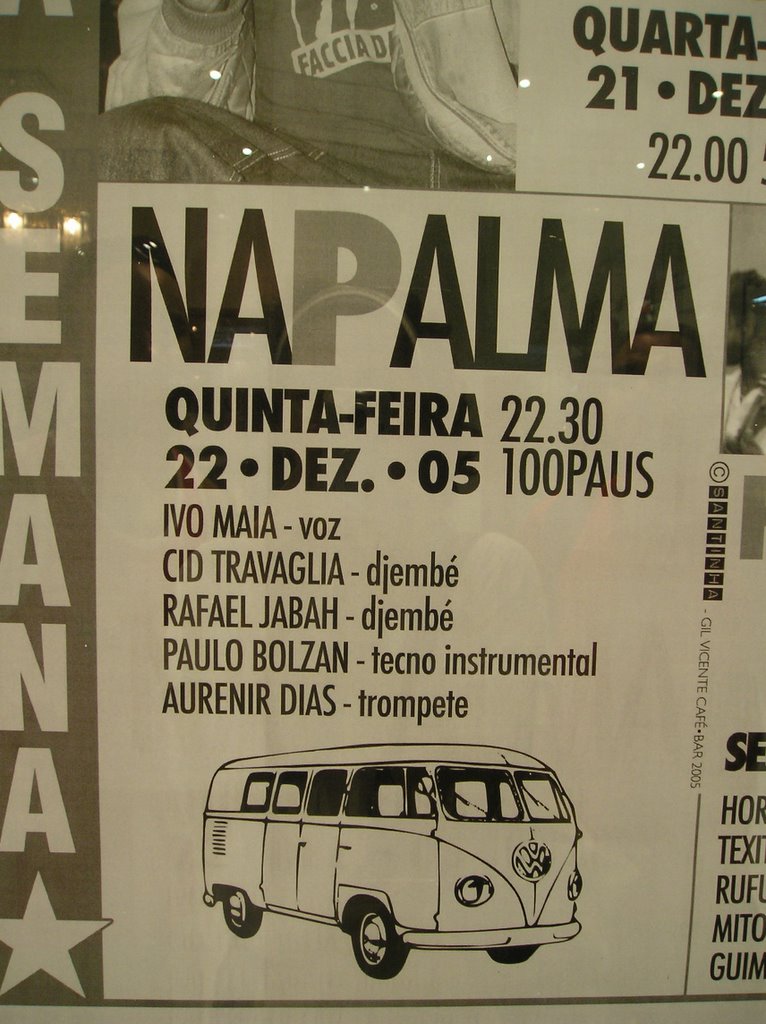 FACCIA D
QUARTA-
21 • DEZ
22.00
SEMANA
NAPALMA
QUINTA-FEIRA 22.30
22 • DEZ. • 05 100PAUS
IVO MAIA - voz
CID TRAVAGLIA - djembé
RAFAEL JABAH - djembé
PAULO BOLZAN - tecno instrumental
AURENIR DIAS - trompete
© SANTINHA - GIL VICENTE CAFÉ•BAR 2005
SE
HOR
TEXT
RUFU
MITO
GUIM